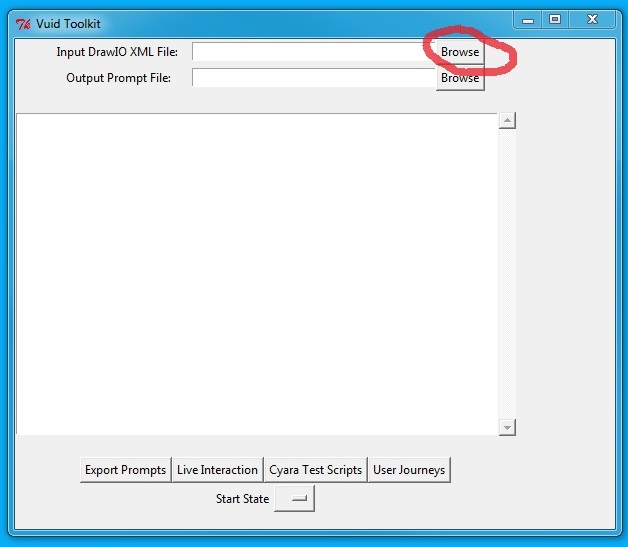 Vuid Toolkit
Input DrawIO XML File: Browse
Output Prompt File: Browse
Export Prompts Live Interaction Cyara Test Scripts User Journeys
Start State